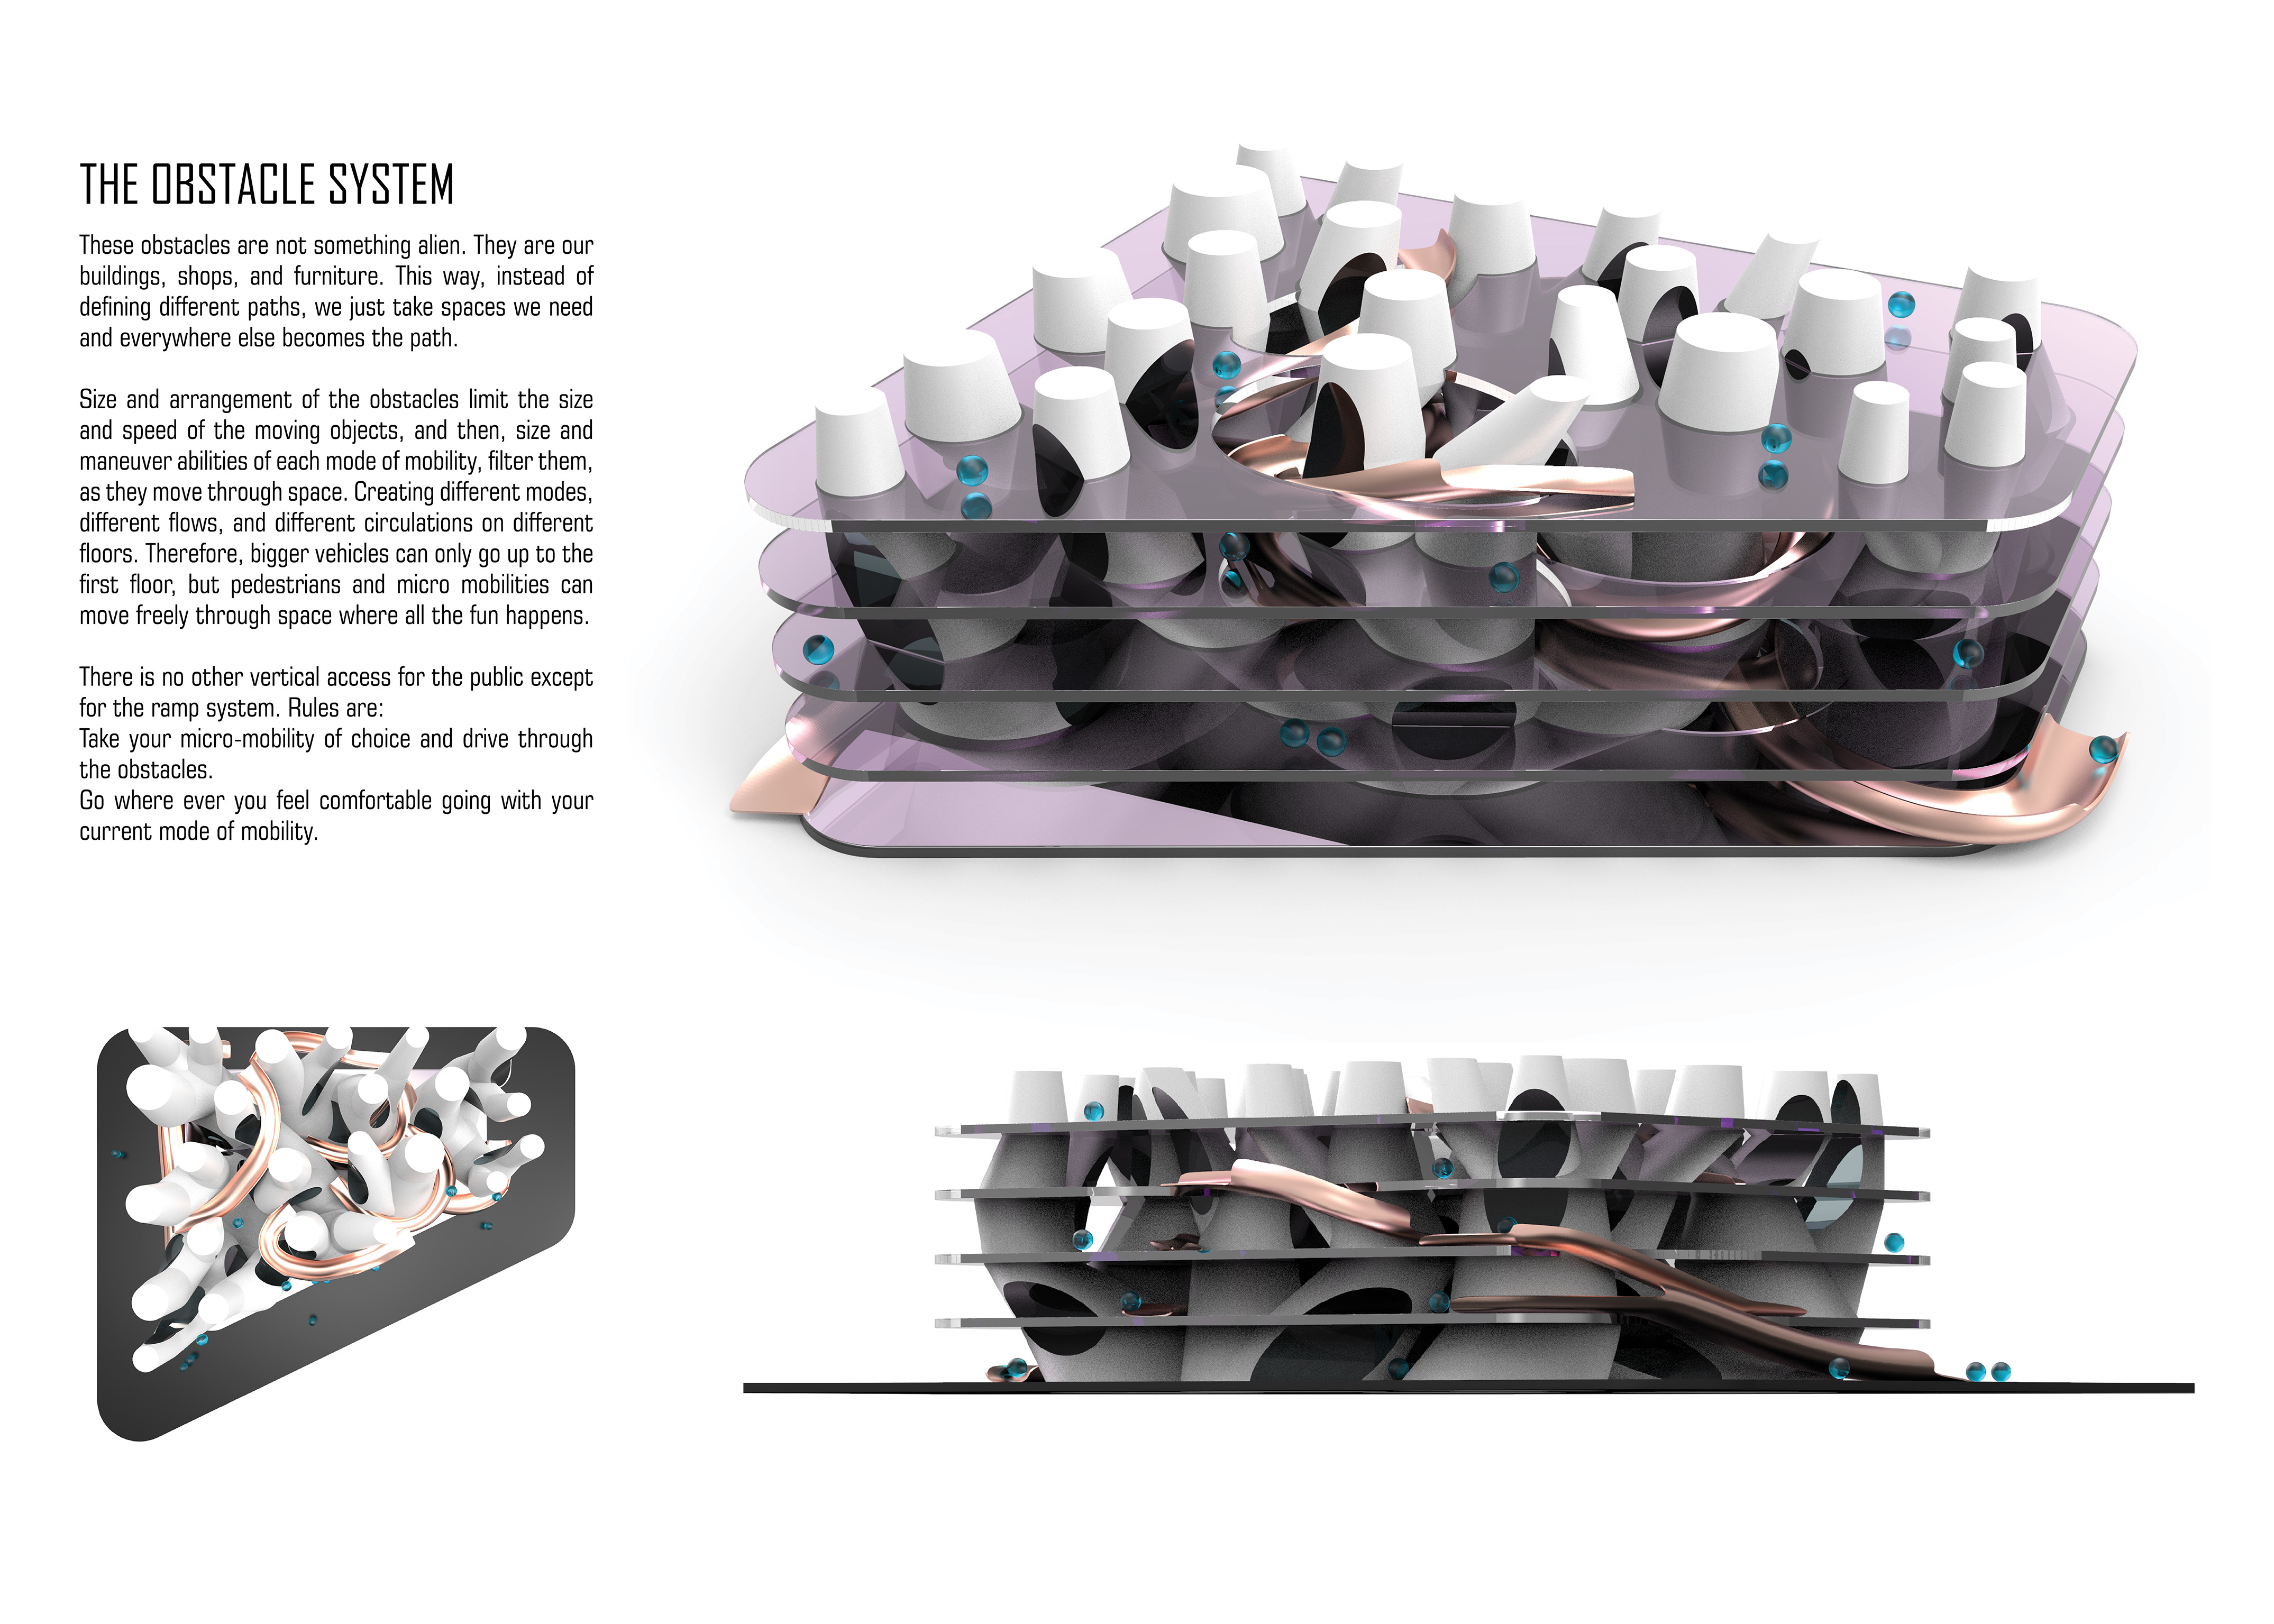 THE OBSTACLE SYSTEM
These obstacles are not something alien. They are our
buildings, shops, and furniture. This way, instead of
defining different paths, we just take spaces we need
and everywhere else becomes the path.
Size and arrangement of the obstacles limit the size
and speed of the moving objects, and then, size and
maneuver abilities of each mode of mobility, filter them,
as they move through space. Creating different modes,
different flows, and different circulations on different
floors. Therefore, bigger vehicles can only go up to the
first floor, but pedestrians and micro mobilities can
move freely through space where all the fun happens.
There is no other vertical access for the public except
for the ramp system. Rules are:
Take your micro-mobility of choice and drive through
the obstacles.
Go where ever you feel comfortable going with your
current mode of mobility.